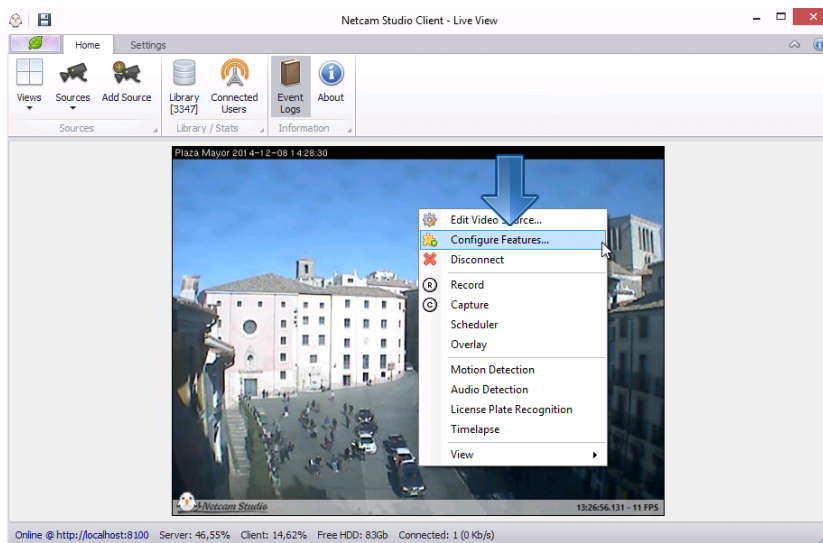 Netcam Studio Client - Live View
Home Settings
Views Sources Add Source Library [3347] Connected Users Event Logs About
Sources Library / Stats Information
Plaza Mayor 2014-12-08 14:28:30
Edit Video Source...
Configure Features...
Disconnect
R Record
C Capture
Scheduler
Overlay
Motion Detection
Audio Detection
License Plate Recognition
Timelapse
View
Netcam Studio 13:26:56.131 - 11 FPS
Online @ http://localhost:8100 Server: 46,55% Client: 14,62% Free HDD: 83Gb Connected: 1 (0 Kb/s)